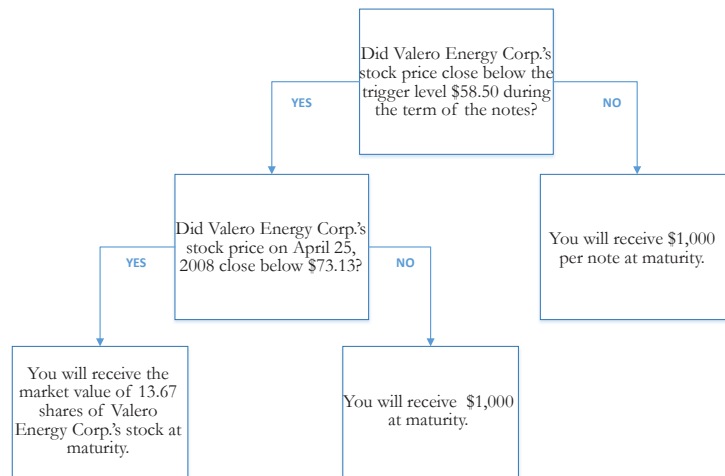 Did Valero Energy Corp.'s
stock price close below the
trigger level $58.50 during
the term of the notes?
YES
NO
Did Valero Energy Corp.'s
stock price on April 25,
2008 close below $73.13?
You will receive $1,000
per note at maturity.
YES
NO
You will receive the
market value of 13.67
shares of Valero
Energy Corp.'s stock at
maturity.
You will receive $1,000
at maturity.